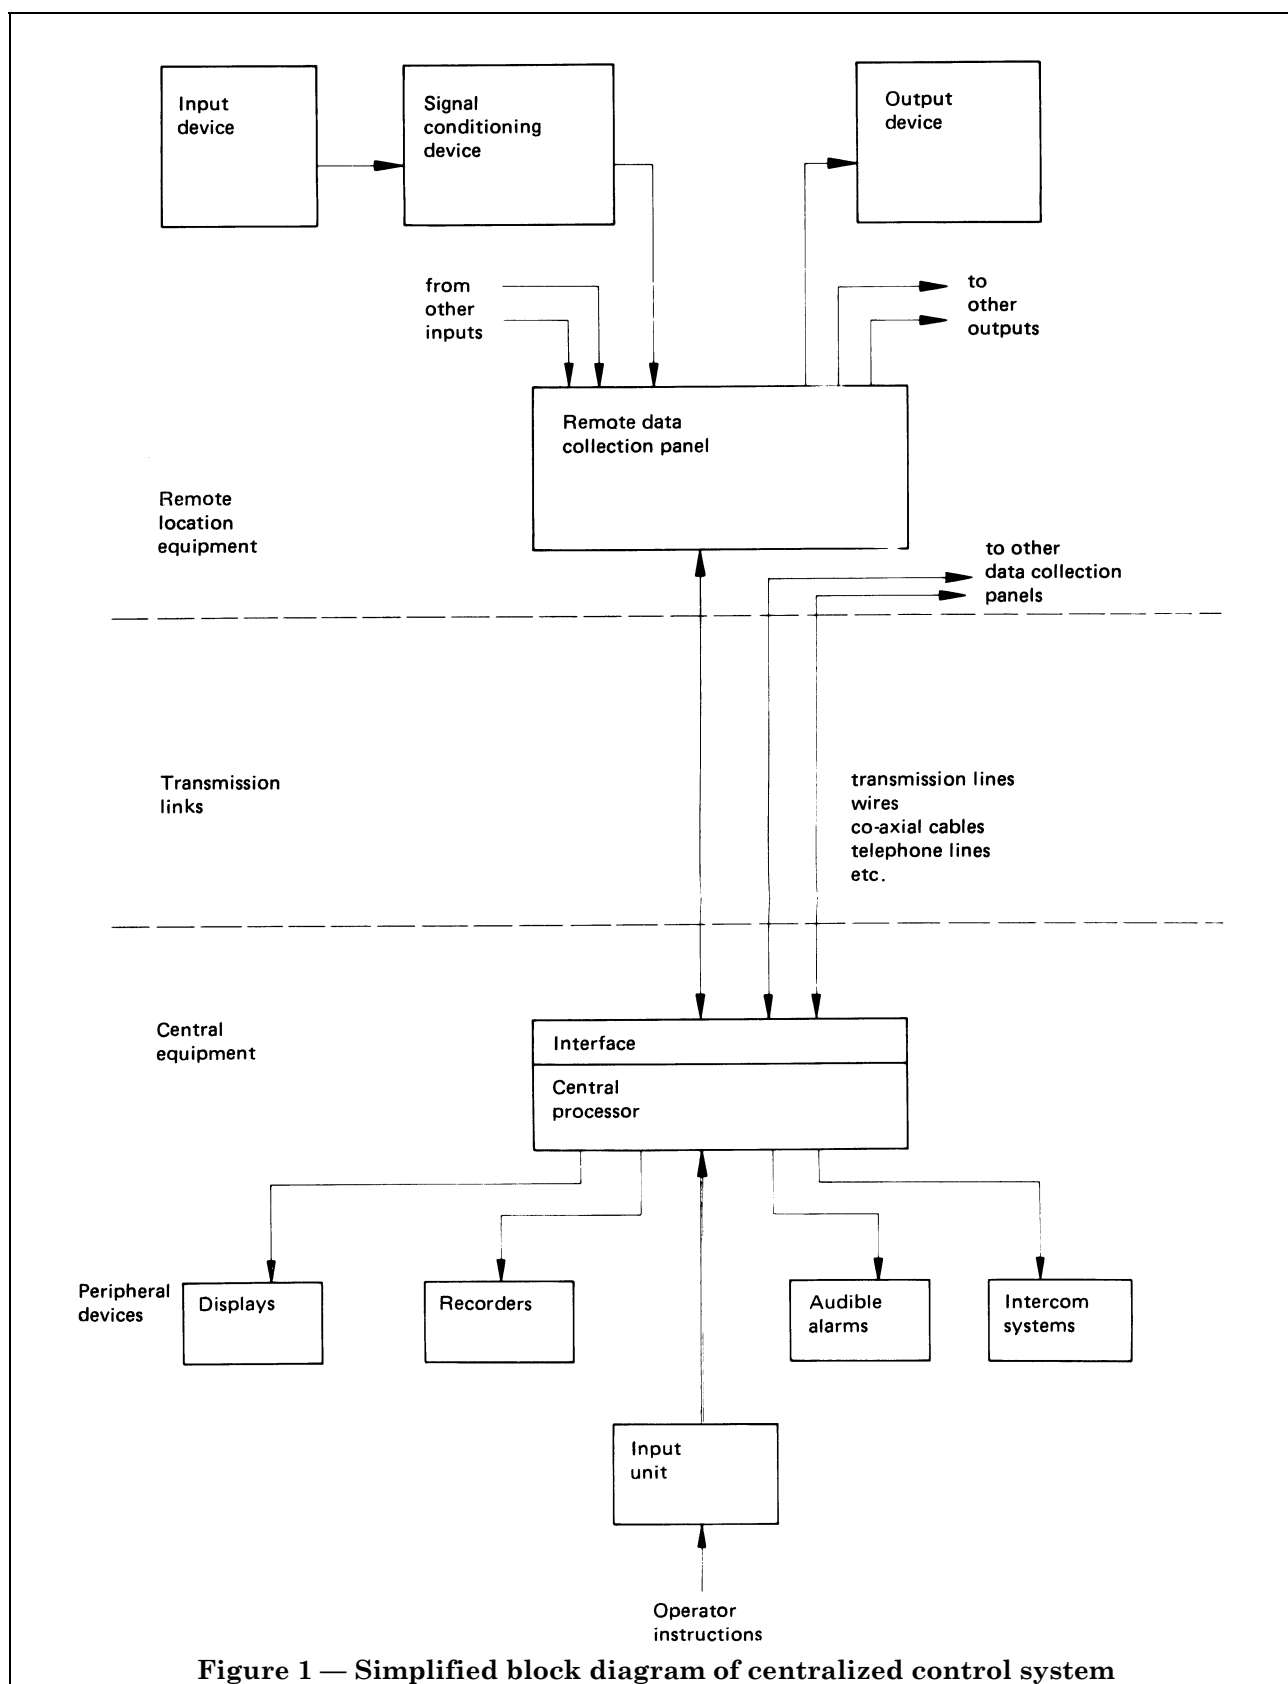 Input
device
Signal
conditioning
device
Output
device
from
other
inputs
to
other
outputs
Remote data
collection panel
Remote
location
equipment
to other
data collection
panels
Transmission
links
transmission lines
wires
co-axial cables
telephone lines
etc.
Central
equipment
Interface
Central
processor
Peripheral
devices
Displays
Recorders
Audible
alarms
Intercom
systems
Input
unit
Operator
instructions
Figure 1 — Simplified block diagram of centralized control system